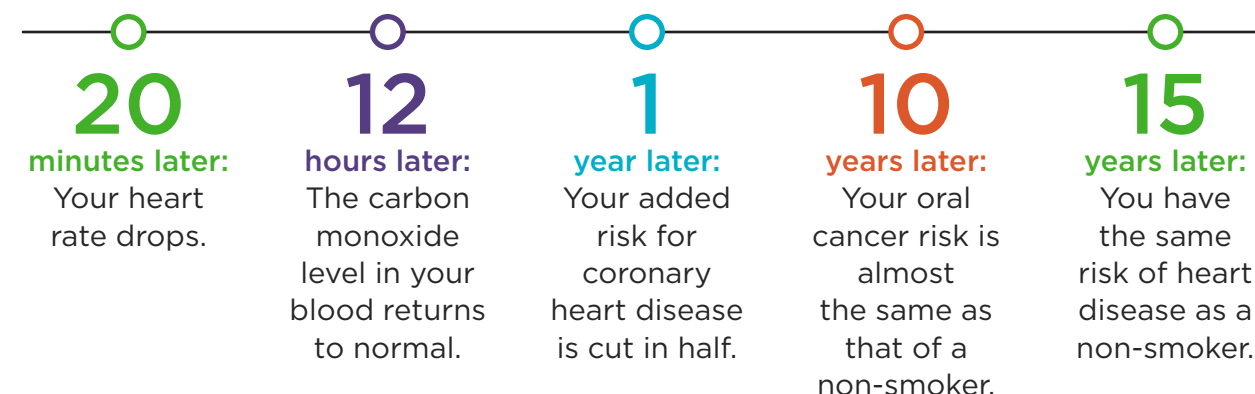 20
minutes later:
Your heart
rate drops.
12
hours later:
The carbon
monoxide
level in your
blood returns
to normal.
1
year later:
Your added
risk for
coronary
heart disease
is cut in half.
10
years later:
Your oral
cancer risk is
almost
the same as
that of a
non-smoker.
15
years later:
You have
the same
risk of heart
disease as a
non-smoker.